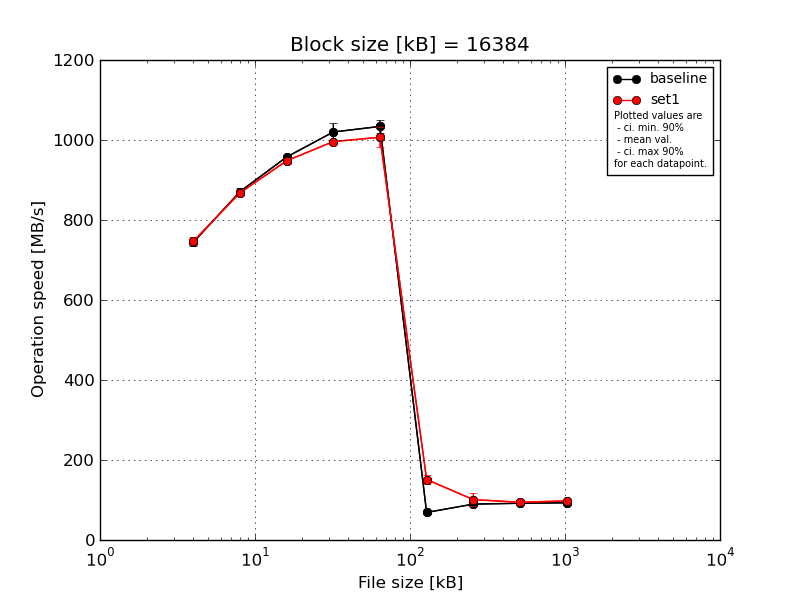 Block size [kB] = 16384
1200
1000
800
600
400
200
0
Operation speed [MB/s]
baseline
set1
Plotted values are
- ci. min. 90%
- mean val.
- ci. max 90%
for each datapoint.
10^0 10^1 10^2 10^3 10^4
File size [kB]